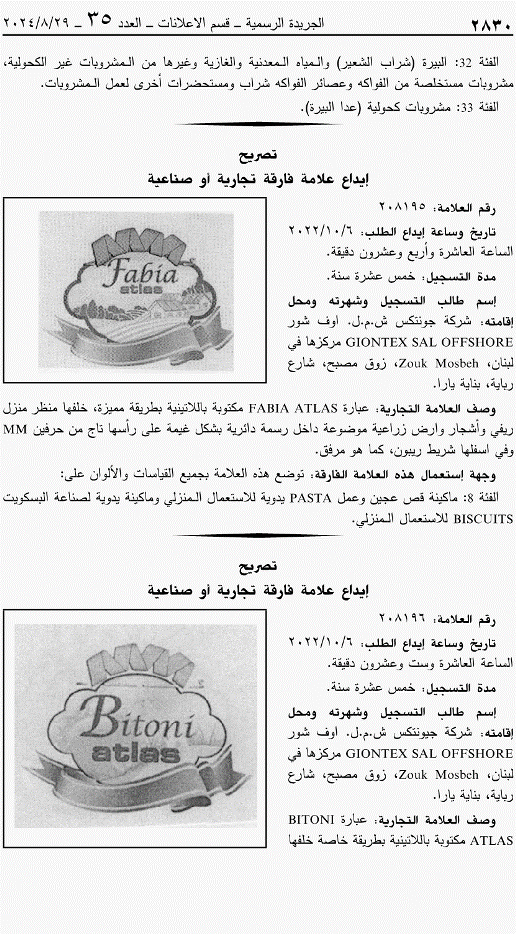 ٢٨٣٠
الجريدة الرسمية ــ قسم الاعلانات ــ العدد ٣٥ ــ ٢٠٢٤/٨/٢٩
الفئة 32: البيرة (شراب الشعير) والمياه المعدنية والغازية وغيرها من المشروبات غير الكحولية،
مشروبات مستخلصة من الفواكه وعصائر الفواكه شراب ومستحضرات أخرى لعمل المشروبات.
الفئة 33: مشروبات كحولية (عدا البيرة).
تصريح
إيداع علامة فارقة تجارية أو صناعية
رقم العلامة: ٢٠٨١٩٥
تاريخ وساعة إيداع الطلب: ٢٠٢٢/١٠/٦
الساعة العاشرة وأربع وعشرون دقيقة.
مدة التسجيل: خمس عشرة سنة.
إسم طالب التسجيل وشهرته ومحل
إقامته: شركة جونتكس ش.م.ل. اوف شور
GIONTEX SAL OFFSHORE مركزها في
لبنان، Zouk Mosbeh، زوق مصبح، شارع
رباية، بناية يارا.
Fabia
atlas
وصف العلامة التجارية: عبارة FABIA ATLAS مكتوبة باللاتينية بطريقة مميزة، خلفها منظر منزل
ريفي وأشجار وارض زراعية موضوعة داخل رسمة دائرية بشكل غيمة على رأسها تاج من حرفين MM
وفي اسفلها شريط ريبون، كما هو مرفق.
وجهة إستعمال هذه العلامة الفارقة: توضع هذه العلامة بجميع القياسات والألوان على:
الفئة 8: ماكينة قص عجين وعمل PASTA يدوية للاستعمال المنزلي وماكينة يدوية لصناعة البسكويت
BISCUITS للاستعمال المنزلي.
تصريح
إيداع علامة فارقة تجارية أو صناعية
رقم العلامة: ٢٠٨١٩٦
تاريخ وساعة إيداع الطلب: ٢٠٢٢/١٠/٦
الساعة العاشرة وست وعشرون دقيقة.
مدة التسجيل: خمس عشرة سنة.
إسم طالب التسجيل وشهرته ومحل
إقامته: شركة جيونتكس ش.م.ل. اوف شور
GIONTEX SAL OFFSHORE مركزها في
لبنان، Zouk Mosbeh، زوق مصبح، شارع
رباية، بناية يارا.
Bitoni
atlas
وصف العلامة التجارية: عبارة BITONI
ATLAS مكتوبة باللاتينية بطريقة خاصة خلفها